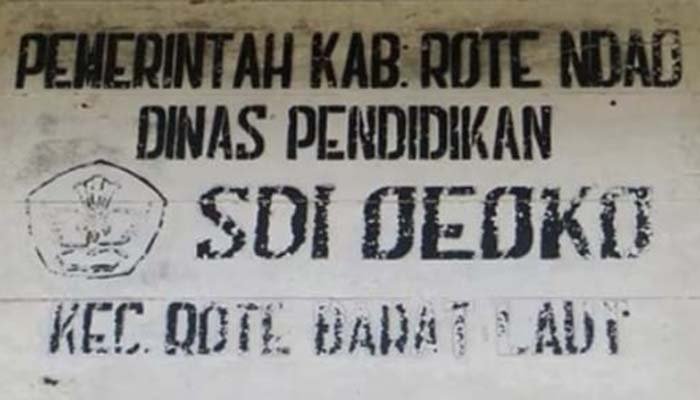 PEMERINTAH KAB. ROTE NDAO
DINAS PENDIDIKAN
SDI OEOKO
KEC. ROTE BARAT LAUT